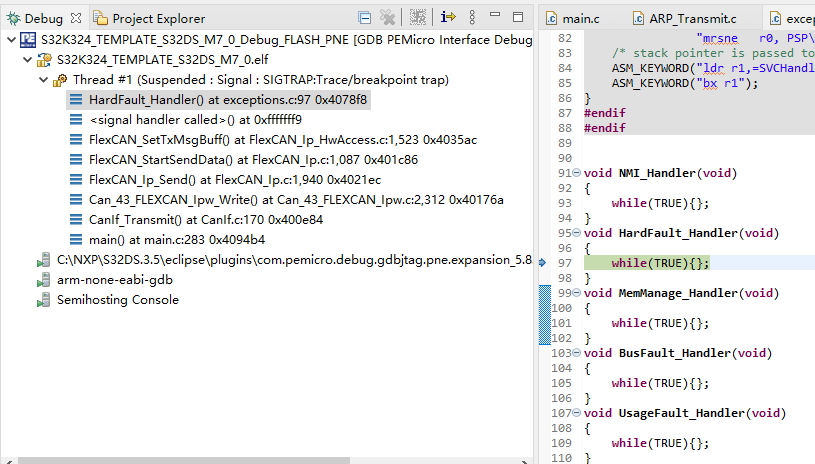 Debug
Project Explorer
S32K324_TEMPLATE_S32DS_M7_0_Debug_FLASH_PNE [GDB PEMicro Interface Debug
S32K324_TEMPLATE_S32DS_M7_0.elf
Thread #1 (Suspended : Signal : SIGTRAP:Trace/breakpoint trap)
HardFault_Handler() at exceptions.c:97 0x4078f8
<signal handler called>() at 0xfffffff9
FlexCAN_SetTxMsgBuff() at FlexCAN_Ip_HwAccess.c:1,523 0x4035ac
FlexCAN_StartSendData() at FlexCAN_Ip.c:1,087 0x401c86
FlexCAN_Ip_Send() at FlexCAN_Ip.c:1,940 0x4021ec
Can_43_FLEXCAN_Ipw_Write() at Can_43_FLEXCAN_Ipw.c:2,312 0x40176a
CanIf_Transmit() at CanIf.c:170 0x400e84
main() at main.c:283 0x4094b4
C:\NXP\S32DS.3.5\eclipse\plugins\com.pemicro.debug.gdbjtag.pne.expansion_5.8
arm-none-eabi-gdb
Semihosting Console
main.c
ARP_Transmit.c
excep
82 "mrsne r0, PSP\
83 /* stack pointer is passed to
84 ASM_KEYWORD("ldr r1,=SVCHandl
85 ASM_KEYWORD("bx r1");
86 }
87 #endif
88 #endif
89
90
91 void NMI_Handler(void)
92 {
93 while(TRUE){};
94 }
95 void HardFault_Handler(void)
96 {
97 while(TRUE){};
98 }
99 void MemManage_Handler(void)
100 {
101 while(TRUE){};
102 }
103 void BusFault_Handler(void)
104 {
105 while(TRUE){};
106 }
107 void UsageFault_Handler(void)
108 {
109 while(TRUE){};
110 }